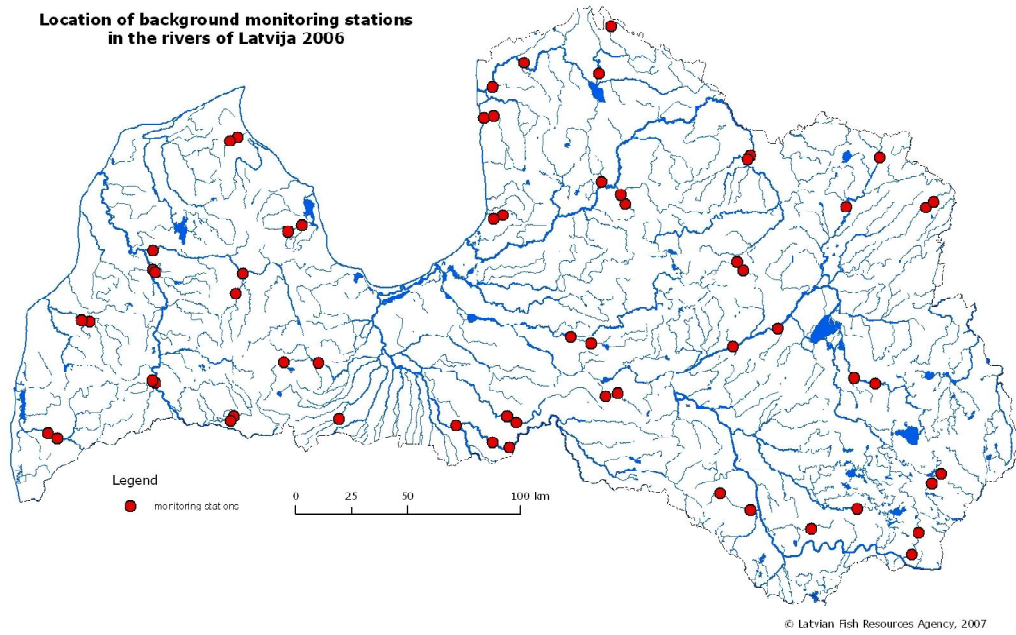 Location of background monitoring stations
in the rivers of Latvija 2006
Legend
monitoring stations
0 25 50 100 km
© Latvian Fish Resources Agency, 2007